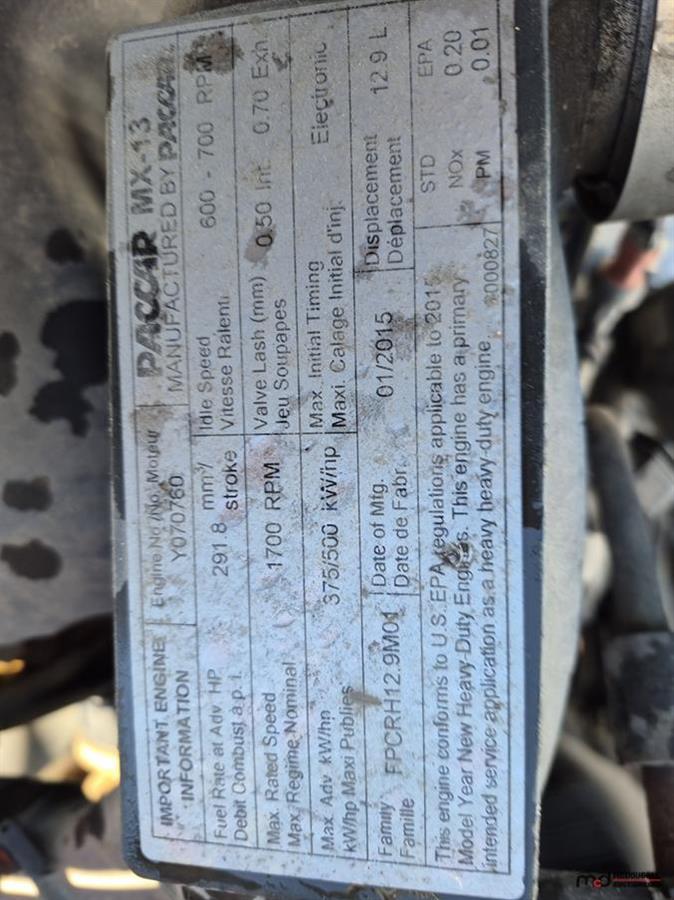 IMPORTANT ENGINE
INFORMATION
Engine No./No. Moteur
Y070760
PACCAR MX-13
MANUFACTURED BY PACCAR
Fuel Rate at Adv. HP
Debit Combust a.p.l.
291.8 mm³/
stroke
Idle Speed
Vitesse Ralenti
600 - 700 RPM
Max. Rated Speed
Max. Regime Nominal
1700 RPM
Valve Lash (mm)
Jeu Soupapes
0.50 Int. 0.70 Exh
Max. Adv. kW/hp
kW/hp Maxi Publies
375/500 kW/hp
Max. Initial Timing
Maxi. Calage Initial d'inj.
Electronic
Family
Famille
FPCRH12.9M01
Date of Mfg.
Date de Fabr.
01/2015
Displacement
Déplacement
12.9 L
This engine conforms to U.S. EPA regulations applicable to 2015
Model Year New Heavy-Duty Engines. This engine has a primary
intended service application as a heavy heavy-duty engine
STD EPA
NOx 0.20
PM 0.01